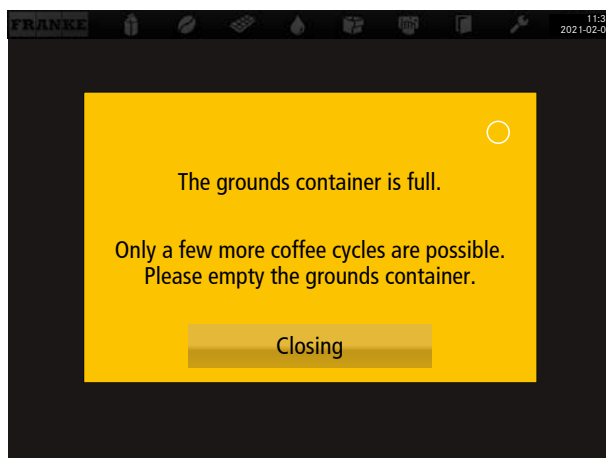 FRANKE
11:3
2021-02-0
The grounds container is full.
Only a few more coffee cycles are possible.
Please empty the grounds container.
Closing